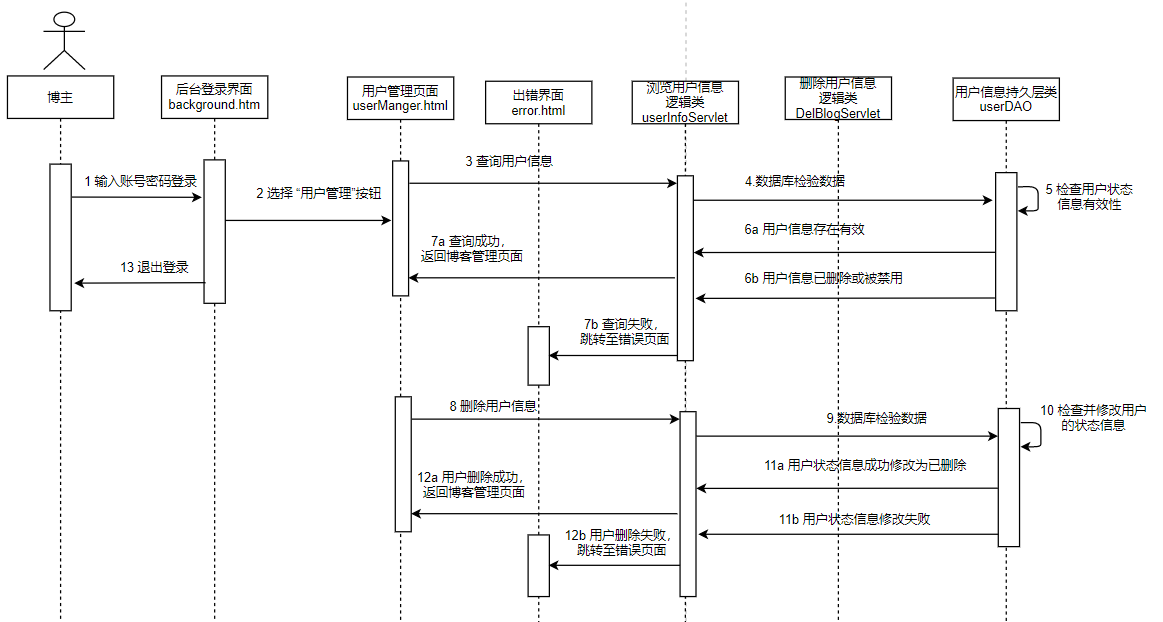 博主
后台登录界面
background.htm
用户管理页面
userManger.html
出错界面
error.html
浏览用户信息
逻辑类
userInfoServlet
删除用户信息
逻辑类
DelBlogServlet
用户信息持久层类
userDAO
1 输入账号密码登录
2 选择 “用户管理”按钮
3 查询用户信息
4.数据库检验数据
5 检查用户状态
信息有效性
6a 用户信息存在有效
7a 查询成功，
返回博客管理页面
13 退出登录
6b 用户信息已删除或被禁用
7b 查询失败，
跳转至错误页面
8 删除用户信息
9.数据库检验数据
10 检查并修改用户
的状态信息
11a 用户状态信息成功修改为已删除
12a 用户删除成功，
返回博客管理页面
11b 用户状态信息修改失败
12b 用户删除失败，
跳转至错误页面